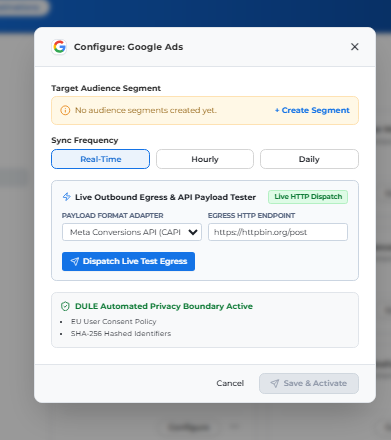 Configure: Google Ads
Target Audience Segment
No audience segments created yet. + Create Segment
Sync Frequency
Real-Time Hourly Daily
Live Outbound Egress & API Payload Tester Live HTTP Dispatch
PAYLOAD FORMAT ADAPTER EGRESS HTTP ENDPOINT
Meta Conversions API (CAPI https://httpbin.org/post
Dispatch Live Test Egress
DULE Automated Privacy Boundary Active
• EU User Consent Policy
• SHA-256 Hashed Identifiers
Cancel Save & Activate
Configure